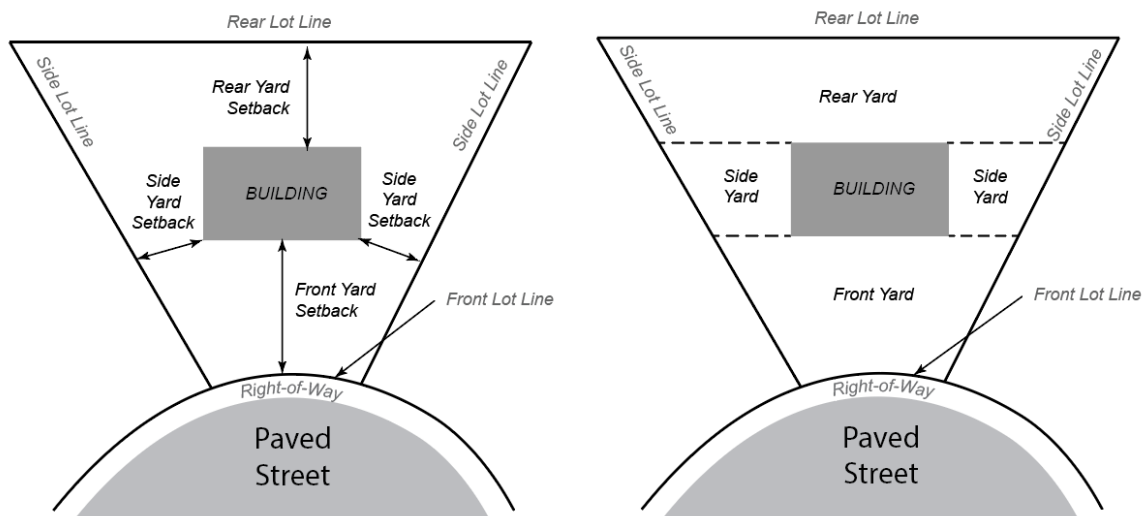 Rear Lot Line
Side Lot Line
Side Lot Line
Rear Yard
Setback
Side
Yard
Setback
BUILDING
Side
Yard
Setback
Front Yard
Setback
Front Lot Line
Right-of-Way
Paved
Street
Rear Lot Line
Side Lot Line
Side Lot Line
Rear Yard
Side
Yard
BUILDING
Side
Yard
Front Yard
Front Lot Line
Right-of-Way
Paved
Street